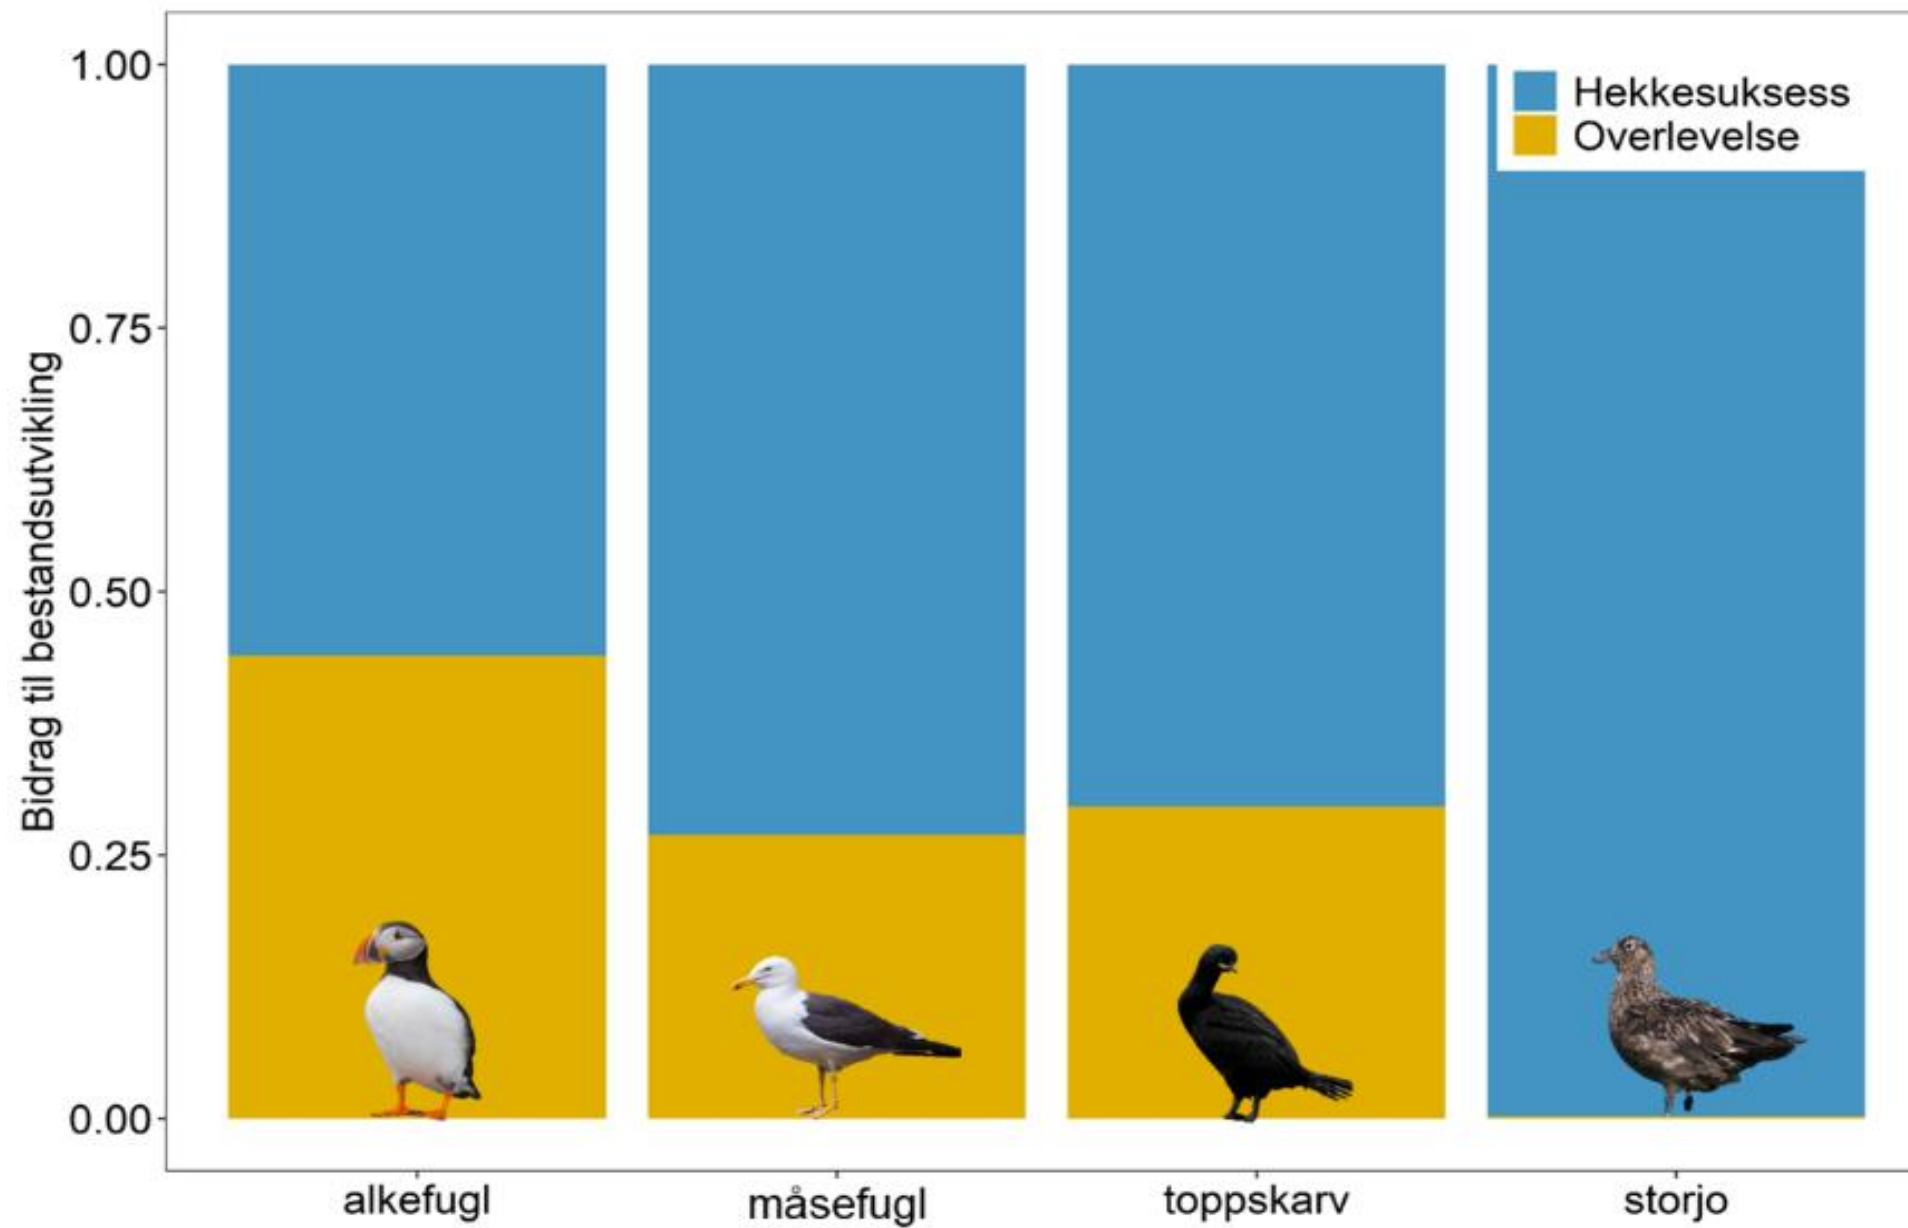 Bidrag til bestandsutvikling
1.00
0.75
0.50
0.25
0.00
Hekkesuksess
Overlevelse
alkefugl
måsefugl
toppskarv
storjo